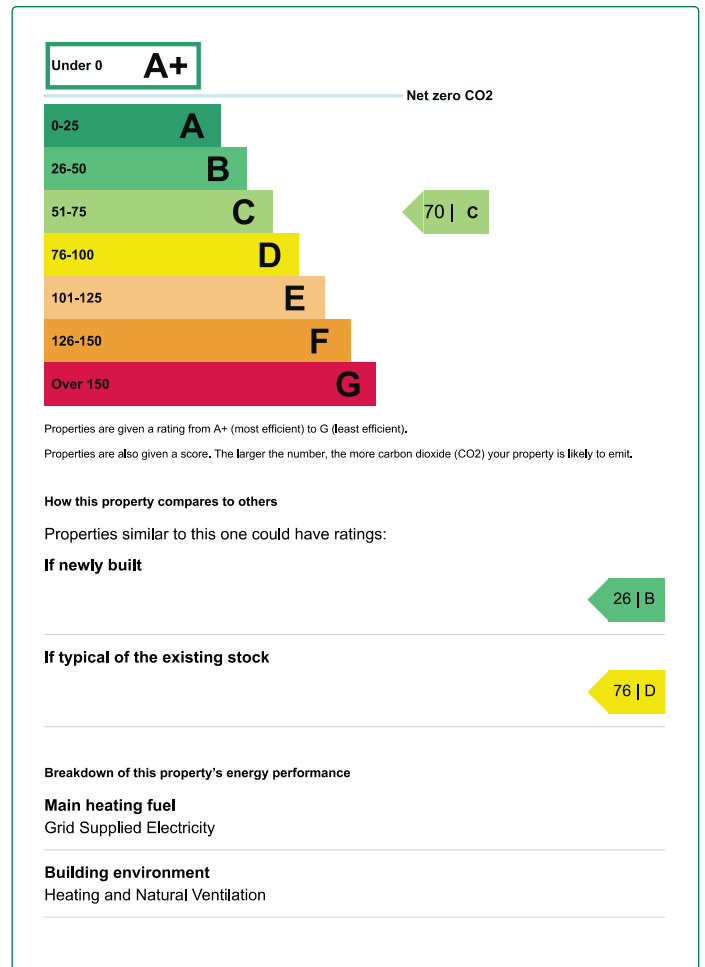 Under 0 A+
Net zero CO2
0-25 A
26-50 B
51-75 C 70 | C
76-100 D
101-125 E
126-150 F
Over 150 G
Properties are given a rating from A+ (most efficient) to G (least efficient).
Properties are also given a score. The larger the number, the more carbon dioxide (CO2) your property is likely to emit.
How this property compares to others
Properties similar to this one could have ratings:
If newly built
26 | B
If typical of the existing stock
76 | D
Breakdown of this property's energy performance
Main heating fuel
Grid Supplied Electricity
Building environment
Heating and Natural Ventilation